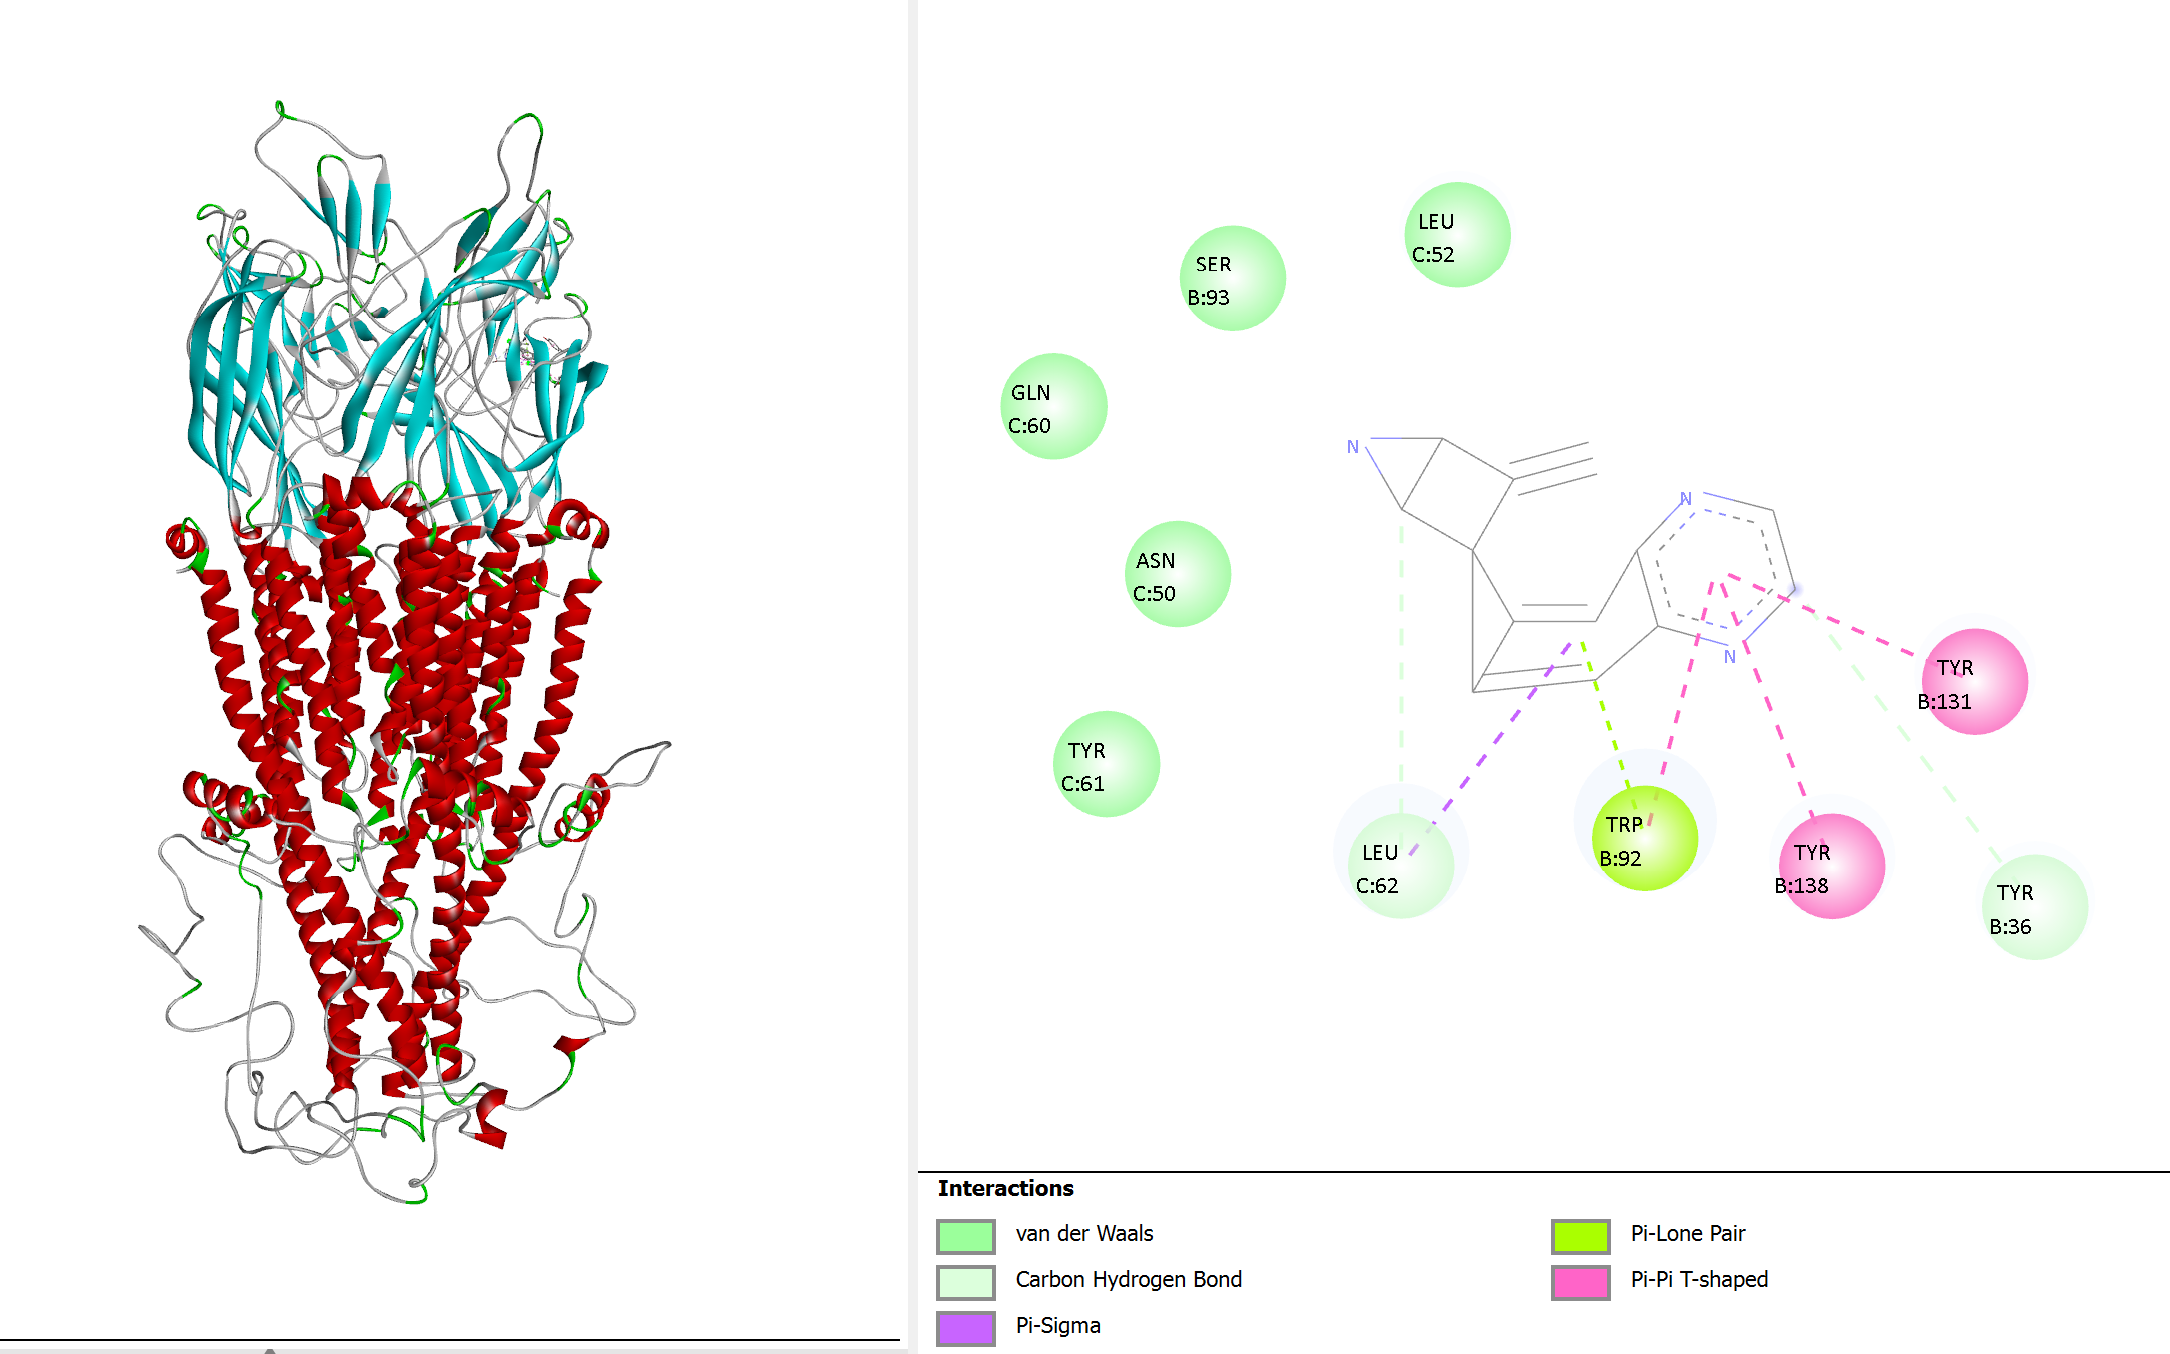 LEU
C:52
SER
B:93
GLN
C:60
N
N
ASN
C:50
N
TYR
B:131
TYR
C:61
LEU
C:62
TRP
B:92
TYR
B:138
TYR
B:36
Interactions
van der Waals
Carbon Hydrogen Bond
Pi-Sigma
Pi-Lone Pair
Pi-Pi T-shaped